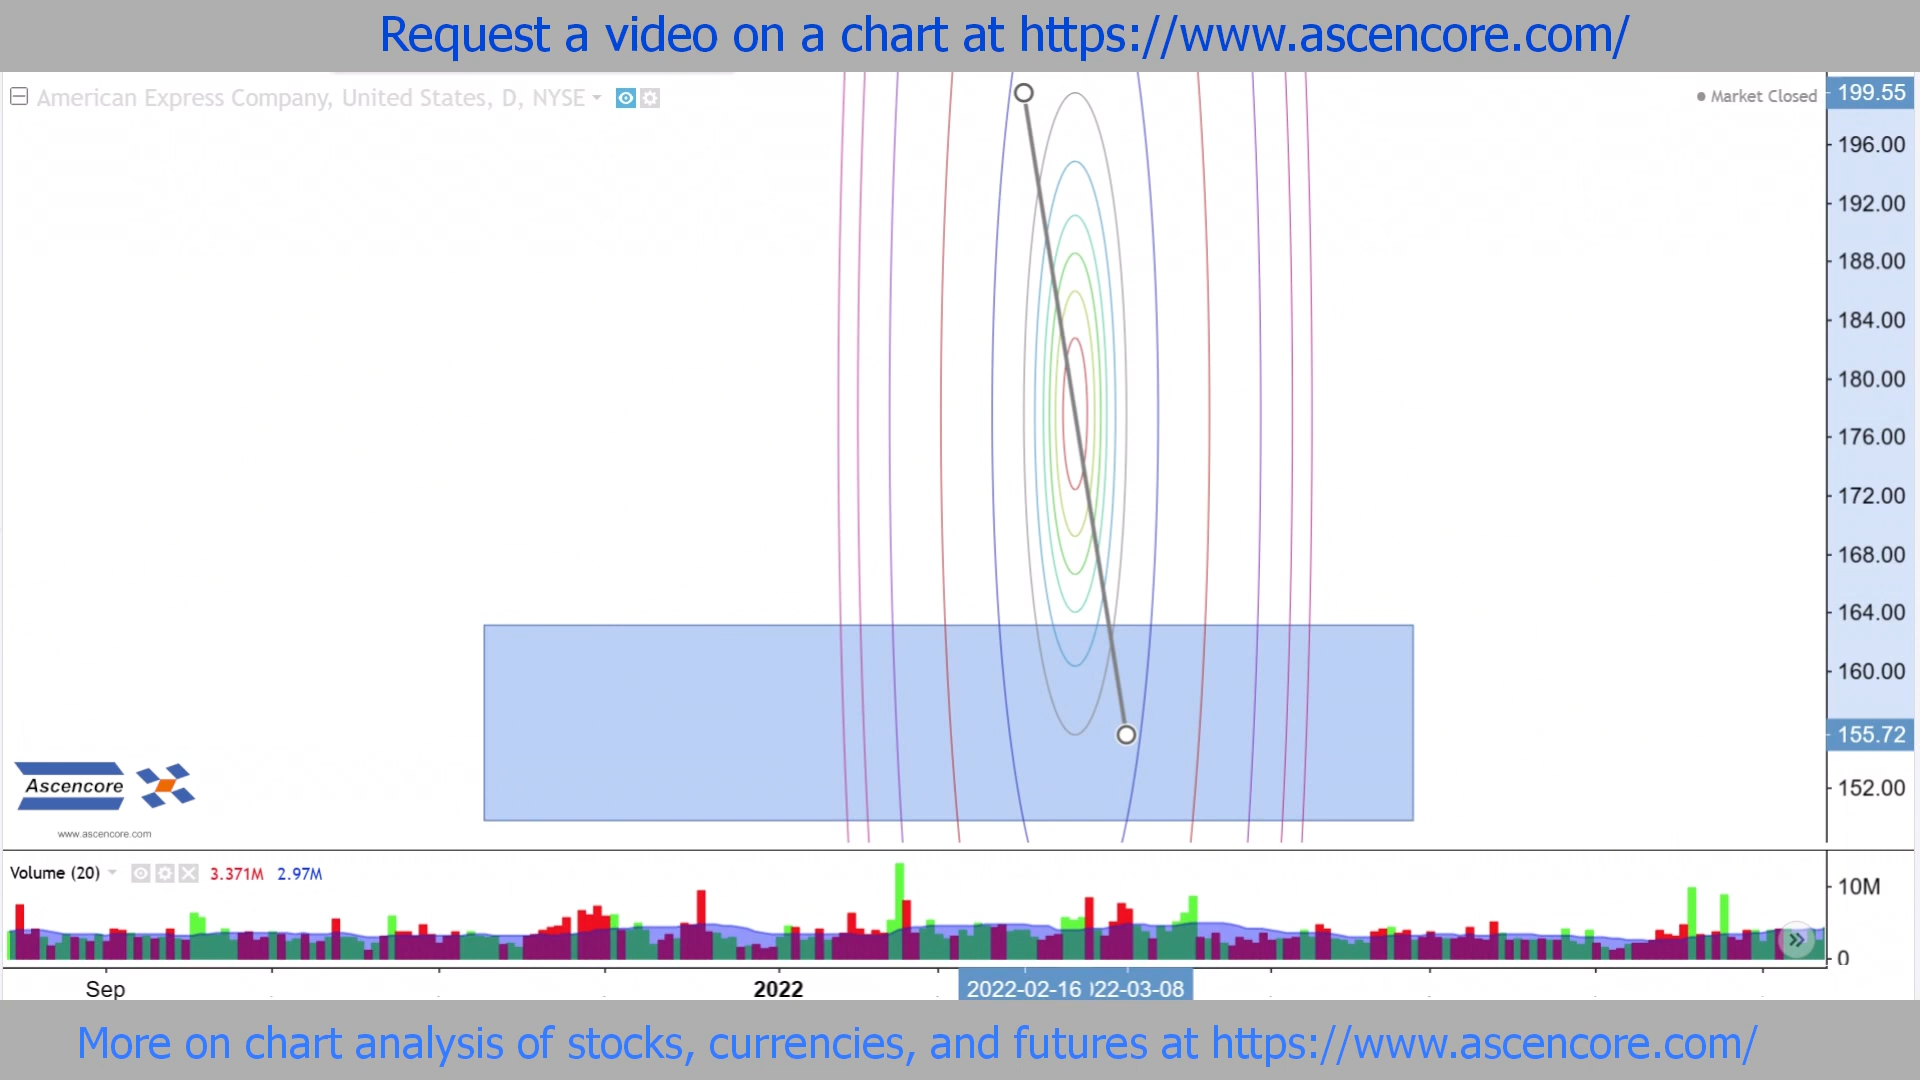 Request a video on a chart at https://www.ascencore.com/
American Express Company, United States, D, NYSE
Market Closed
199.55
196.00
192.00
188.00
184.00
180.00
176.00
172.00
168.00
164.00
160.00
155.72
152.00
Ascencore
www.ascencore.com
Volume (20) 3.371M 2.97M
10M
0
Sep 2022 2022-02-16 22-03-08
More on chart analysis of stocks, currencies, and futures at https://www.ascencore.com/